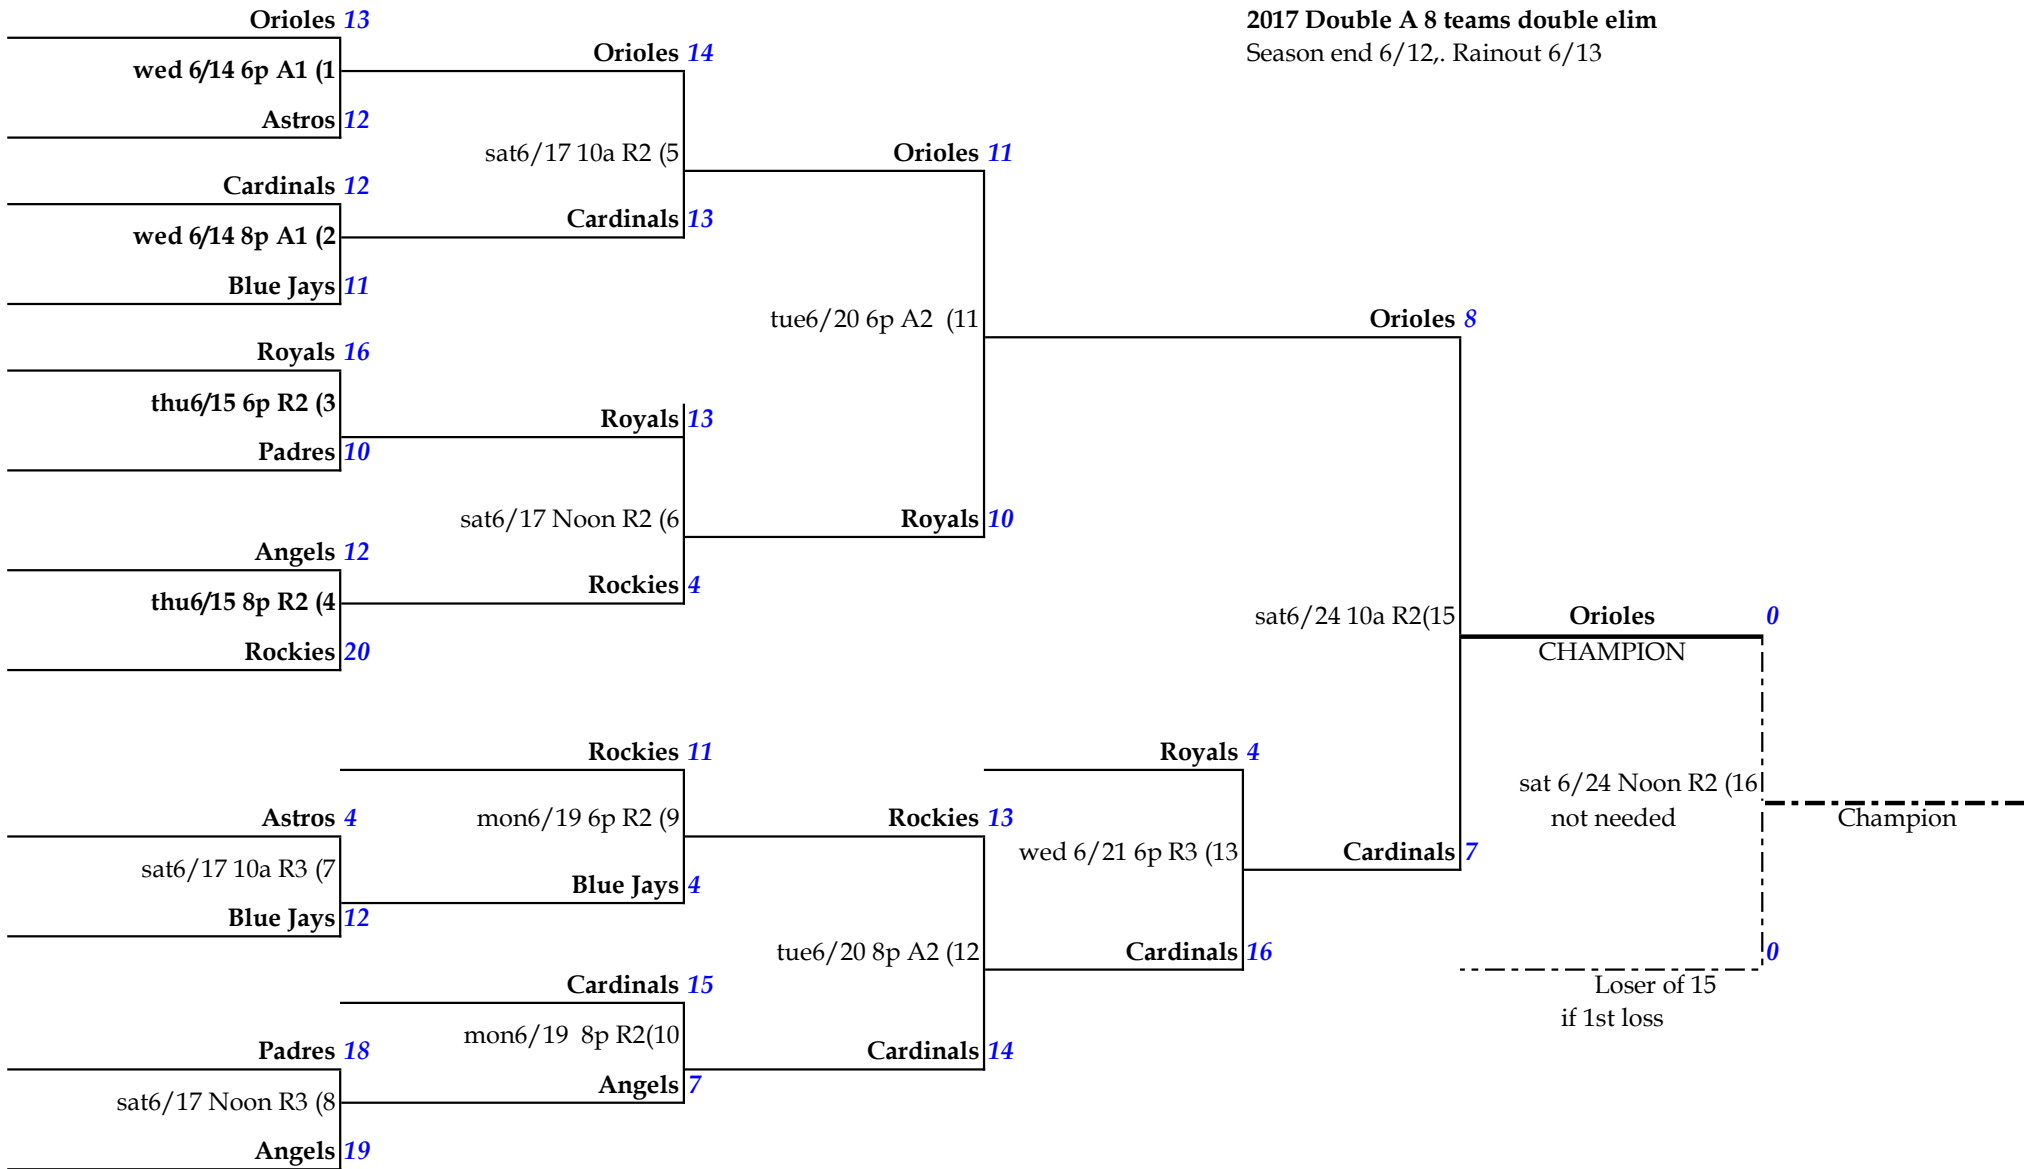 Orioles 13
2017 Double A 8 teams double elim
Orioles 14
Season end 6/12,. Rainout 6/13
wed 6/14 6p A1 (1
Astros 12
sat6/17 10a R2 (5
Orioles 11
Cardinals 12
Cardinals 13
wed 6/14 8p A1 (2
Blue Jays 11
tue6/20 6p A2 (11
Orioles 8
Royals 16
thu6/15 6p R2 (3
Royals 13
Padres 10
sat6/17 Noon R2 (6
Royals 10
Angels 12
Rockies 4
thu6/15 8p R2 (4
sat6/24 10a R2(15
Orioles 0
Rockies 20
CHAMPION
Rockies 11
Royals 4
sat 6/24 Noon R2 (16
Astros 4
mon6/19 6p R2 (9
Rockies 13
not needed
Champion
wed 6/21 6p R3 (13
Cardinals 7
sat6/17 10a R3 (7
Blue Jays 4
Blue Jays 12
tue6/20 8p A2 (12
Cardinals 16
0
Cardinals 15
Loser of 15
if 1st loss
mon6/19 8p R2(10
Padres 18
Cardinals 14
Angels 7
sat6/17 Noon R3 (8
Angels 19